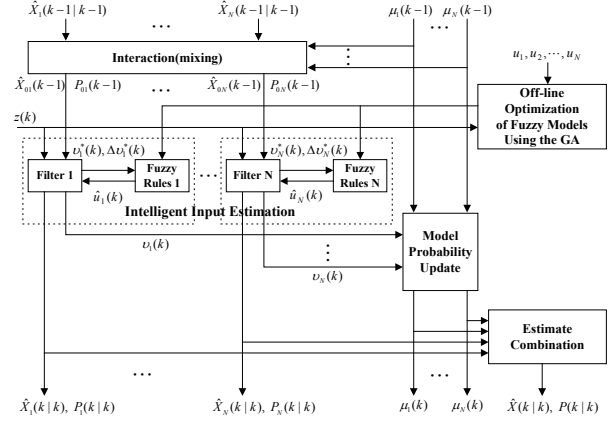 X̂₁(k−1|k−1) ⋯ X̂_N(k−1|k−1) μ₁(k−1) ⋯ μ_N(k−1)
u₁, u₂, ⋯, u_N
Interaction(mixing)
⋮
X̂₀₁(k−1) P₀₁(k−1) ⋯ X̂₀N(k−1) P₀N(k−1)
Off-line
Optimization
of Fuzzy Models
Using the GA
z(k)
υ₁*(k), Δυ₁*(k) υ_N*(k), Δυ_N*(k)
Filter 1 Fuzzy Rules 1 ⋯ Filter N Fuzzy Rules N
û₁(k) û_N(k)
Intelligent Input Estimation
υ₁(k)
⋮
υ_N(k)
Model
Probability
Update
Estimate
Combination
⋯ ⋯
X̂₁(k|k), P₁(k|k) X̂_N(k|k), P_N(k|k) μ₁(k) μ_N(k) X̂(k|k), P(k|k)